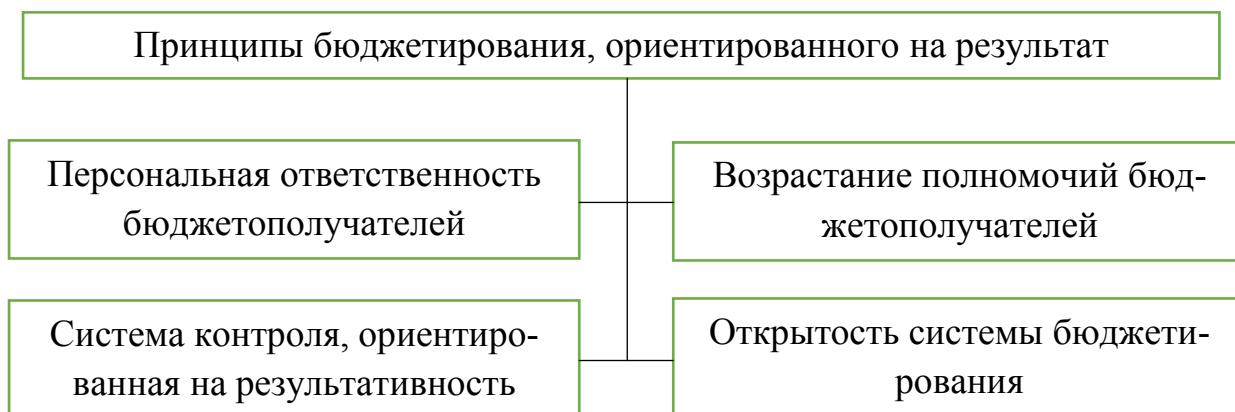 Принципы бюджетирования, ориентированного на результат
Персональная ответственность
бюджетополучателей
Возрастание полномочий бюд-
жетополучателей
Система контроля, ориентиро-
ванная на результативность
Открытость системы бюджети-
рования